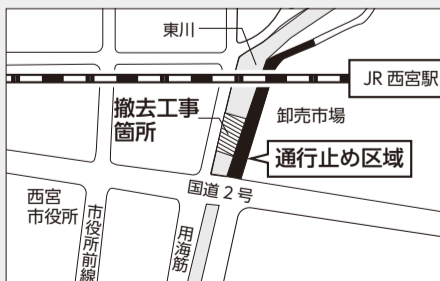 東川
JR 西宮駅
撤去工事
箇所
卸売市場
通行止め区域
国道2号
西宮
市役所
市役所前線
用海筋